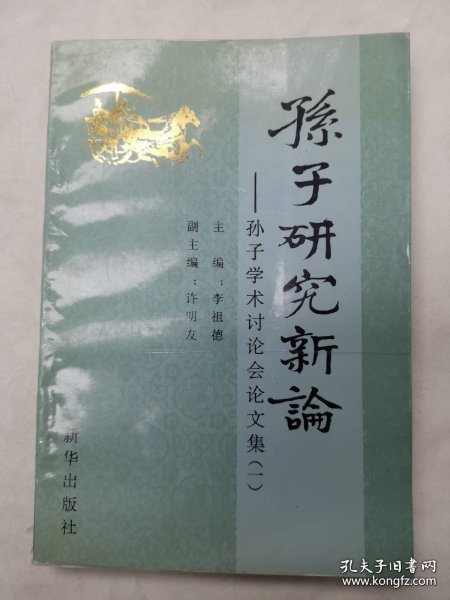 孫子研究新論
——孙子学术讨论会论文集(一)
主编:李祖德
副主编:许明友
新华出版社
孔夫子旧书网
www.kongfz.com